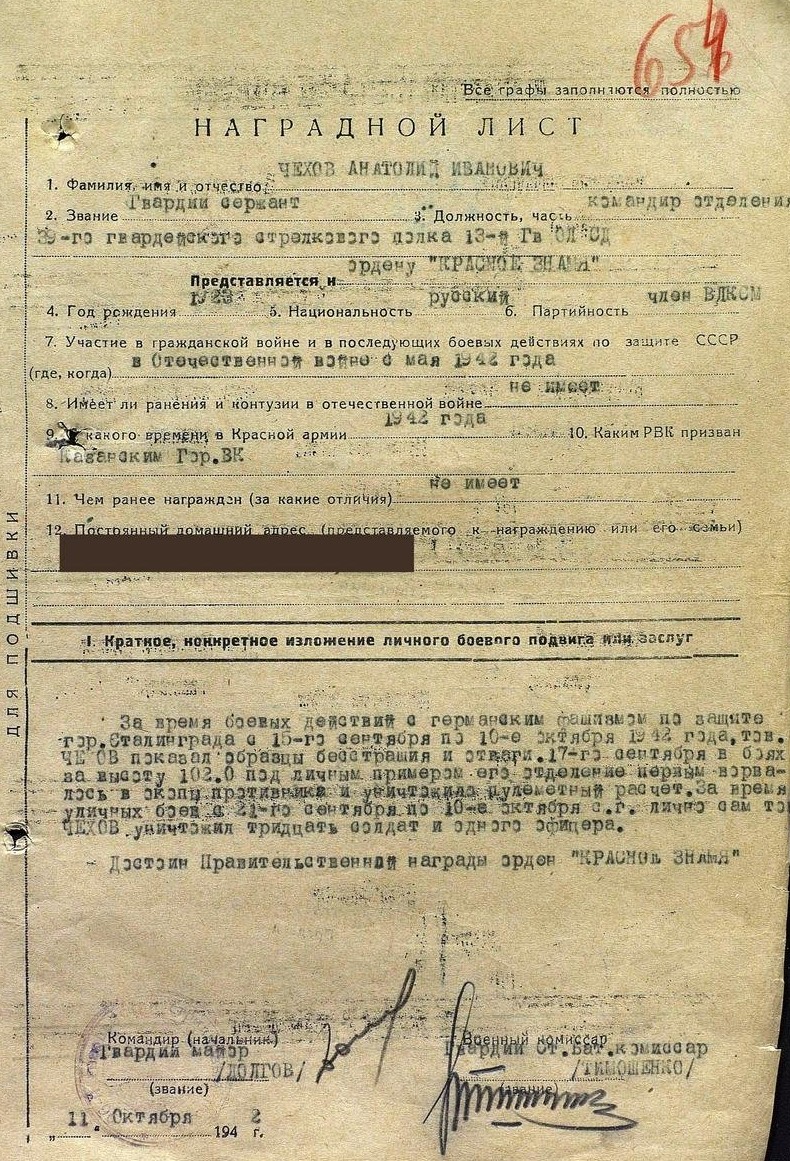 654
Все графы заполняются полностью
НАГРАДНОЙ ЛИСТ
ЧЕХОВ АНАТОЛИЙ ИВАНОВИЧ
1. Фамилия, имя и отчество
Гвардии сержант командир отделения
2. Звание 3. Должность, часть
39-го гвардейского стрелкового полка 13-й Гв ОЛ СД
ордену "КРАСНОЕ ЗНАМЯ"
Представляется к
1923 русский член ВЛКСМ
4. Год рождения 5. Национальность 6. Партийность
7. Участие в гражданской войне и в последующих боевых действиях по защите СССР
в Отечественной войне с мая 1942 года
(где, когда)
не имеет
8. Имеет ли ранения и контузии в отечественной войне
1942 года
9. С какого времени в Красной армии 10. Каким РВК призван
Казанским Гор.ВК
не имеет
11. Чем ранее награжден (за какие отличия)
12. Постоянный домашний адрес (представляемого к награждению или его семьи)
ДЛЯ ПОДШИВКИ
I. Краткое, конкретное изложение личного боевого подвига или заслуг
За время боевых действий с германским фашизмом по защите
гор.Сталинграда с 15-го сентября по 10-е октября 1942 года,тов.
ЧЕХОВ показал образцы бесстрашия и отваги.17-го сентября в боях
за высоту 102.0 под личным примером его отделение первым ворва-
лось в окопы противника и уничтожило пулеметный расчет.За время
уличных боев с 21-го сентября по 10-е октября с.г. лично сам тов
ЧЕХОВ уничтожил тридцать солдат и одного офицера.
Достоин Правительственной награды орден "КРАСНОЕ ЗНАМЯ"
Командир (начальник) Военный комиссар
Гвардии майор Гвардии Ст.Бат.комиссар
/ДОЛГОВ/ /ТИМОШЕНКО/
(звание) (звание)
"11" Октября 1942 г.